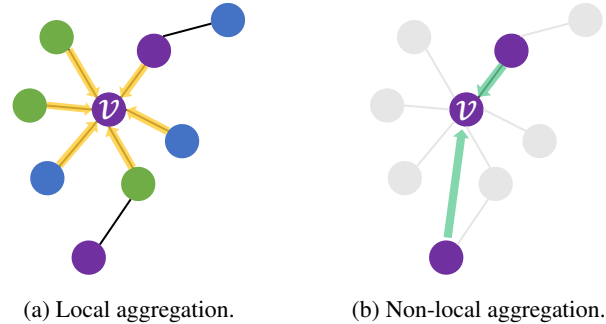 𝒱
𝒱
(a) Local aggregation.
(b) Non-local aggregation.